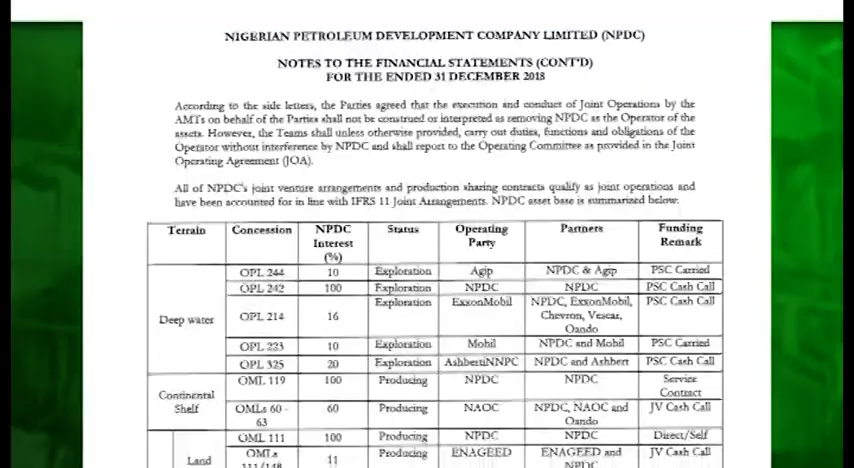 NIGERIAN PETROLEUM DEVELOPMENT COMPANY LIMITED (NPDC)
NOTES TO THE FINANCIAL STATEMENTS (CONT'D)
FOR THE ENDED 31 DECEMBER 2018
According to the side letters, the Parties agreed that the execution and conduct of Joint Operations by the
AMTs on behalf of the Parties shall not be construed or interpreted as removing NPDC as the Operator of the
assets. However, the Teams shall unless otherwise provided, carry out duties, functions and obligations of the
Operator without interference by NPDC and shall report to the Operating Committee as provided in the Joint
Operating Agreement (JOA).
All of NPDC's joint venture arrangements and production sharing contracts qualify as joint operations and
have been accounted for in line with IFRS 11 Joint Arrangements. NPDC asset base is summarized below.
Terrain Concession NPDC Interest (%) Status Operating Party Partners Funding Remark
Deep water
OPL 244 10 Exploration Agip NPDC & Agip PSC Carried
OPL 242 100 Exploration NPDC NPDC PSC Cash Call
OPL 214 16 Exploration ExxonMobil NPDC, ExxonMobil, Chevron, Vescar, Oando PSC Cash Call
OPL 223 10 Exploration Mobil NPDC and Mobil PSC Carried
OPL 325 20 Exploration Ashbert/NNPC NPDC and Ashbert PSC Cash Call
Continental Shelf
OML 119 100 Producing NPDC NPDC Service Contract
OMLs 60 - 63 60 Producing NAOC NPDC, NAOC and Oando JV Cash Call
Land
OML 111 100 Producing NPDC NPDC Direct/Self
OMLs 11 Producing ENAGEED ENAGEED and NPDC JV Cash Call